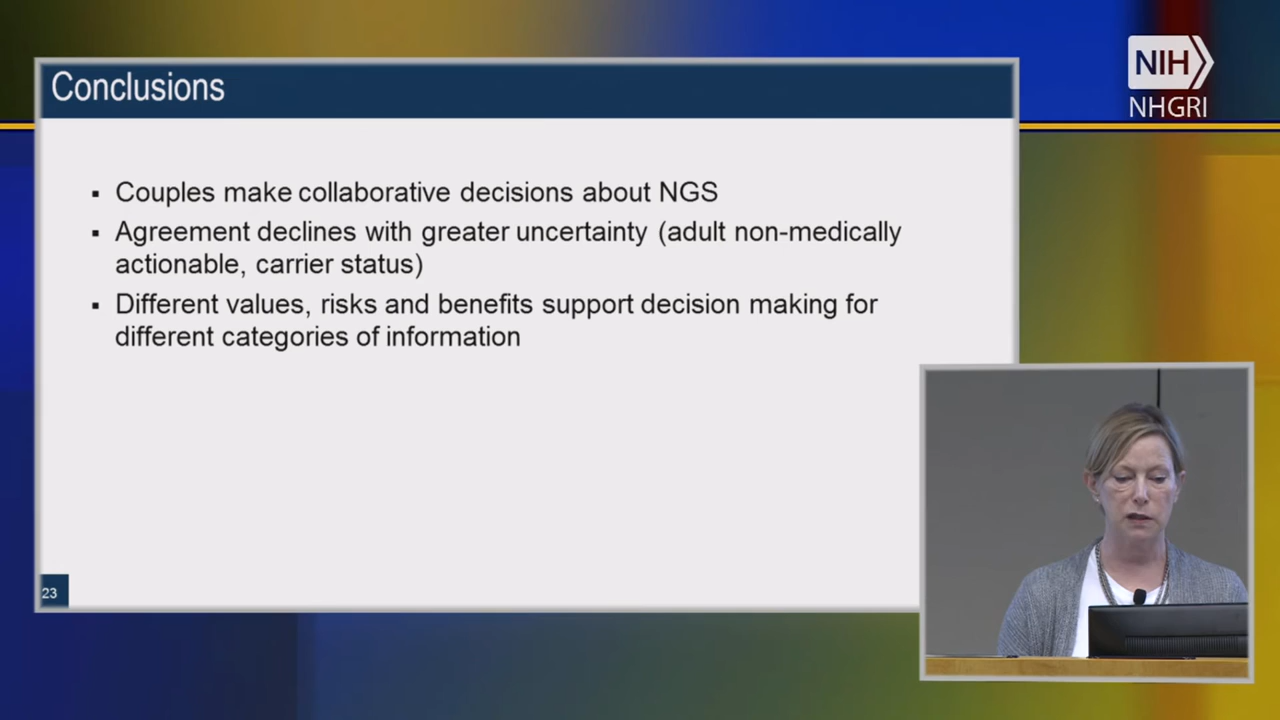 NIH
NHGRI
Conclusions
▪ Couples make collaborative decisions about NGS
▪ Agreement declines with greater uncertainty (adult non-medically
actionable, carrier status)
▪ Different values, risks and benefits support decision making for
different categories of information
23